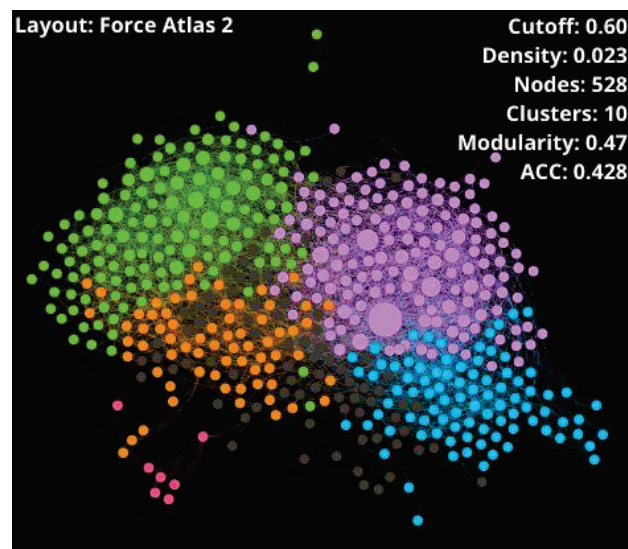 Layout: Force Atlas 2
Cutoff: 0.60
Density: 0.023
Nodes: 528
Clusters: 10
Modularity: 0.47
ACC: 0.428